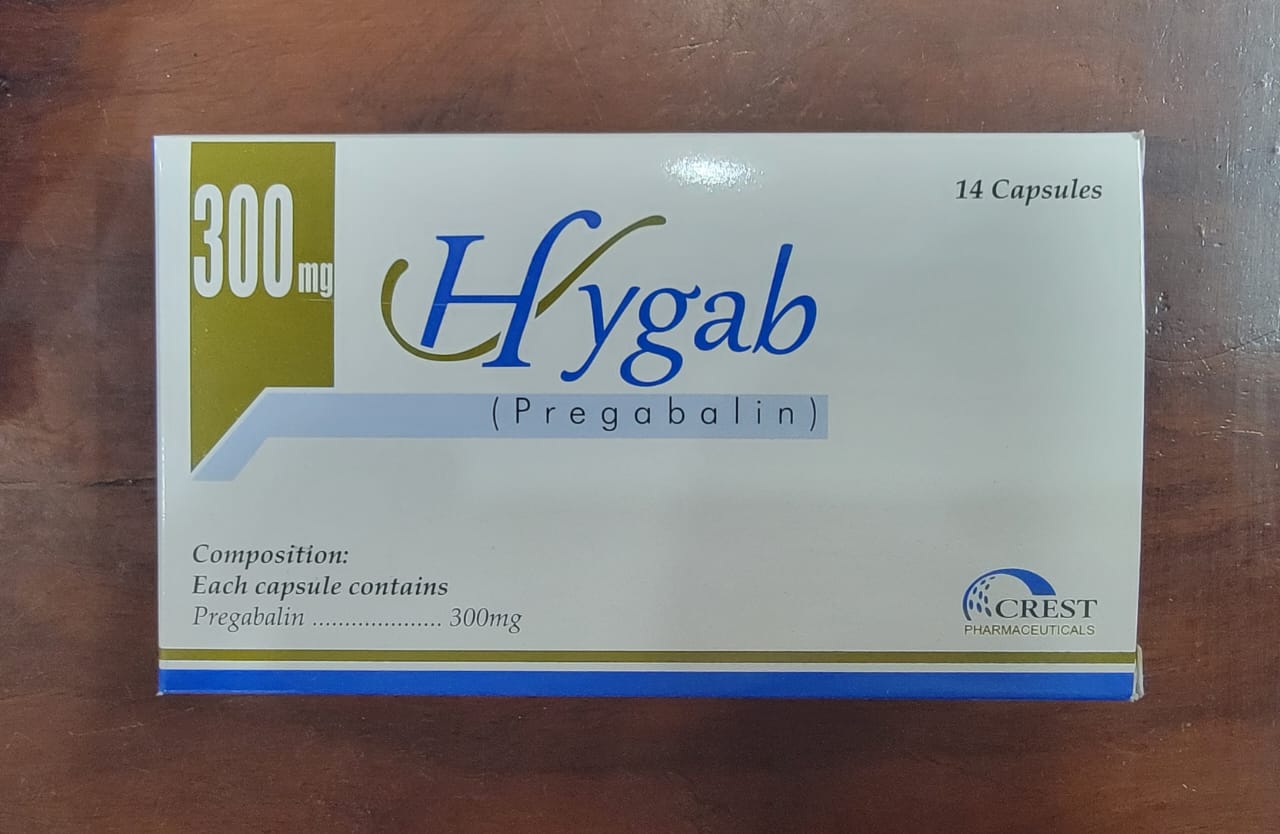 300mg
14 Capsules
Hygab
(Pregabalin)
Composition:
Each capsule contains
Pregabalin ..................... 300mg
CREST
PHARMACEUTICALS